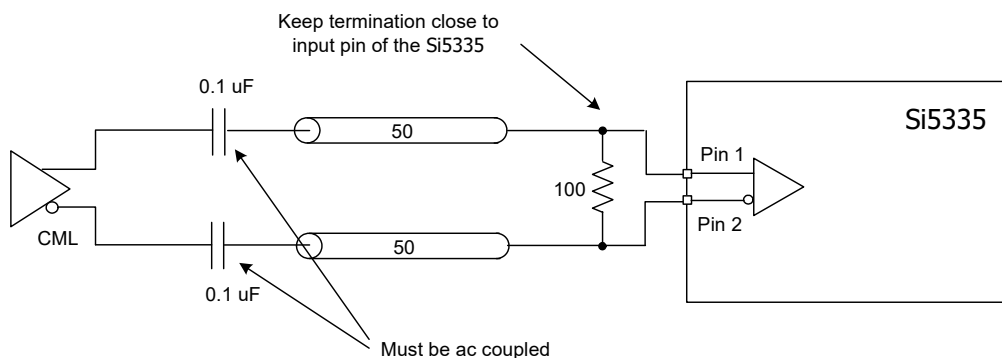 Keep termination close to
input pin of the Si5335
0.1 uF
50
Si5335
Pin 1
100
Pin 2
CML
50
0.1 uF
Must be ac coupled